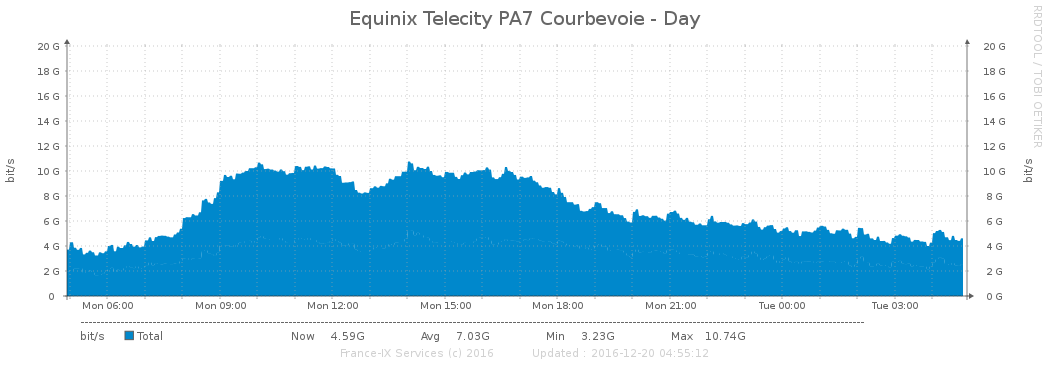 Equinix Telecity PA7 Courbevoie - Day
RRDTOOL / TOBI OETIKER
bit/s
20 G 20 G
18 G 18 G
16 G 16 G
14 G 14 G
12 G 12 G
10 G 10 G
8 G 8 G
6 G 6 G
4 G 4 G
2 G 2 G
0 0 G
bit/s
Mon 06:00 Mon 09:00 Mon 12:00 Mon 15:00 Mon 18:00 Mon 21:00 Tue 00:00 Tue 03:00
bit/s Total Now 4.59G Avg 7.03G Min 3.23G Max 10.74G
France-IX Services (c) 2016 Updated : 2016-12-20 04:55:12